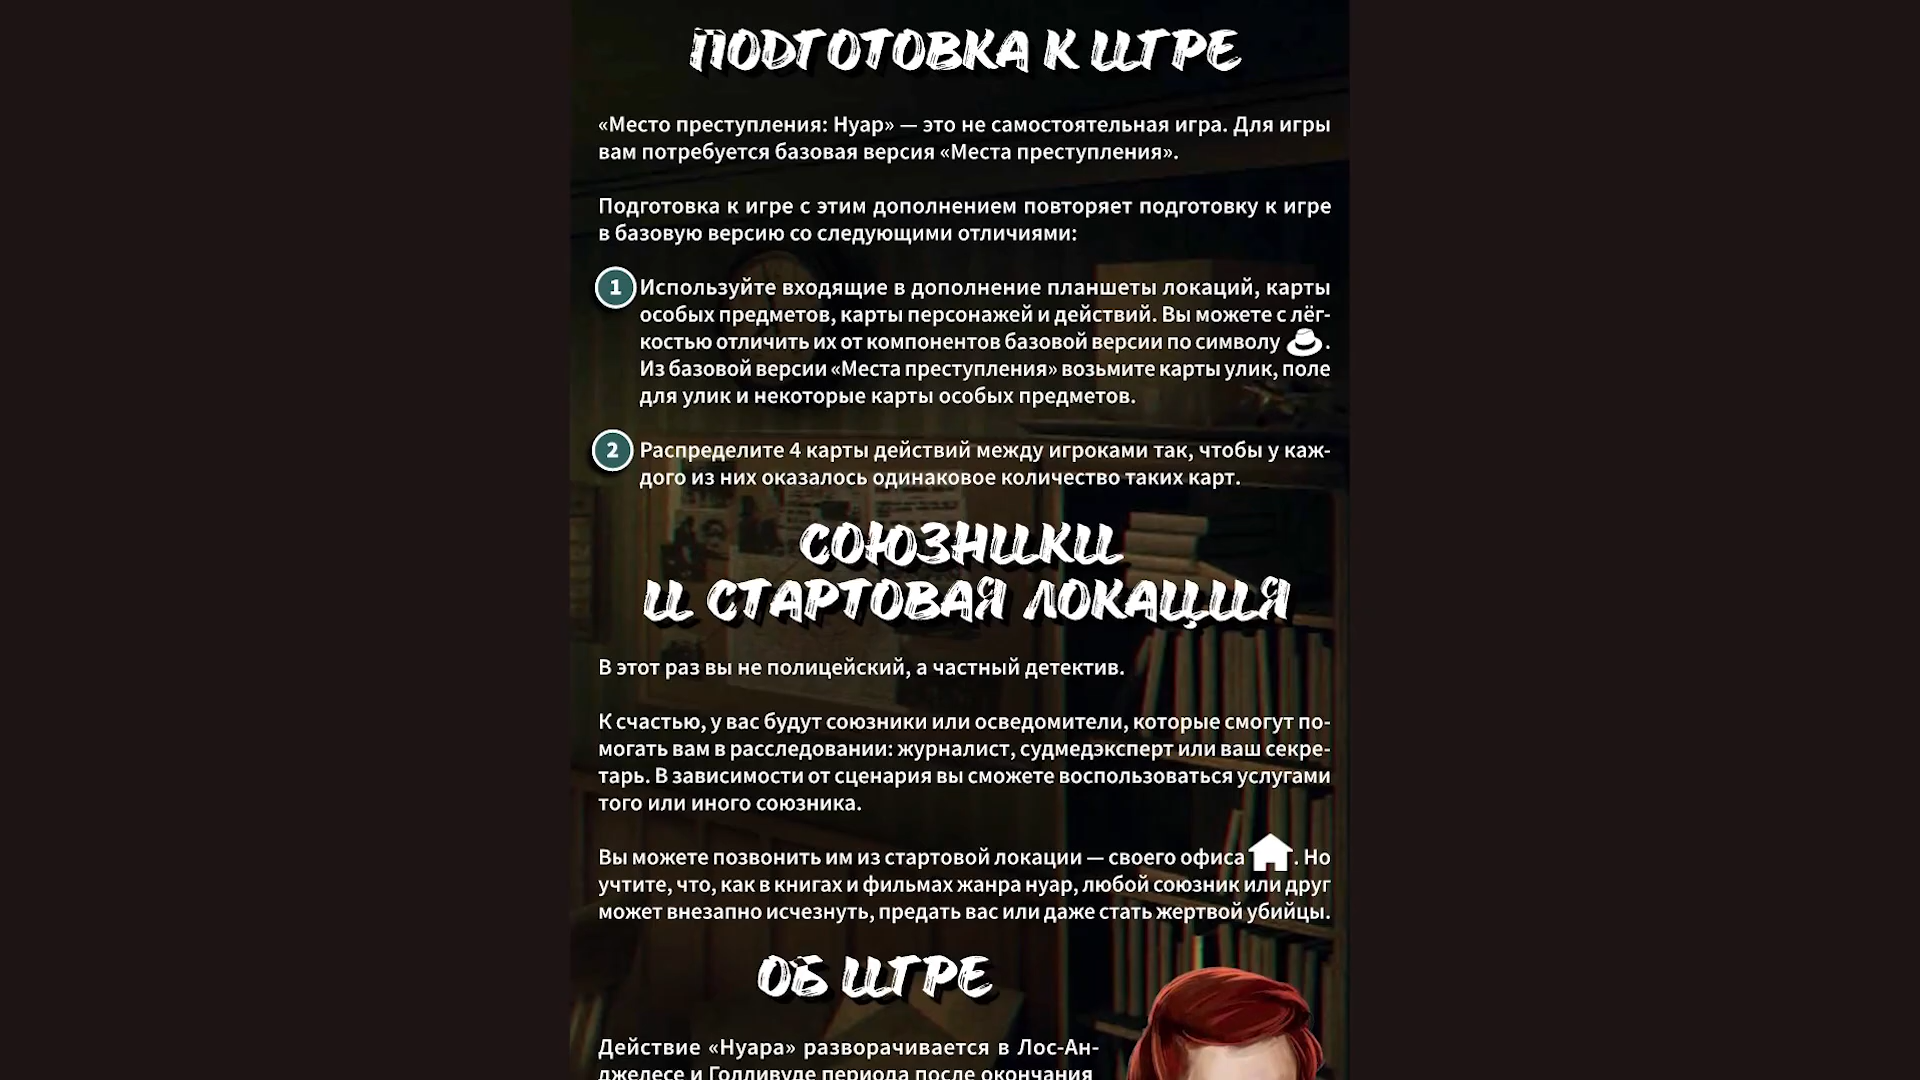 ПОДГОТОВКА К ИГРЕ
«Место преступления: Нуар» — это не самостоятельная игра. Для игры
вам потребуется базовая версия «Места преступления».
Подготовка к игре с этим дополнением повторяет подготовку к игре
в базовую версию со следующими отличиями:
1 Используйте входящие в дополнение планшеты локаций, карты
особых предметов, карты персонажей и действий. Вы можете с лёг-
костью отличить их от компонентов базовой версии по символу .
Из базовой версии «Места преступления» возьмите карты улик, поле
для улик и некоторые карты особых предметов.
2 Распределите 4 карты действий между игроками так, чтобы у каж-
дого из них оказалось одинаковое количество таких карт.
СОЮЗНИКИ
И СТАРТОВАЯ ЛОКАЦИЯ
В этот раз вы не полицейский, а частный детектив.
К счастью, у вас будут союзники или осведомители, которые смогут по-
могать вам в расследовании: журналист, судмедэксперт или ваш секре-
тарь. В зависимости от сценария вы сможете воспользоваться услугами
того или иного союзника.
Вы можете позвонить им из стартовой локации — своего офиса . Но
учтите, что, как в книгах и фильмах жанра нуар, любой союзник или друг
может внезапно исчезнуть, предать вас или даже стать жертвой убийцы.
ОБ ИГРЕ
Действие «Нуара» разворачивается в Лос-Ан-
джелесе и Голливуде периода после окончания